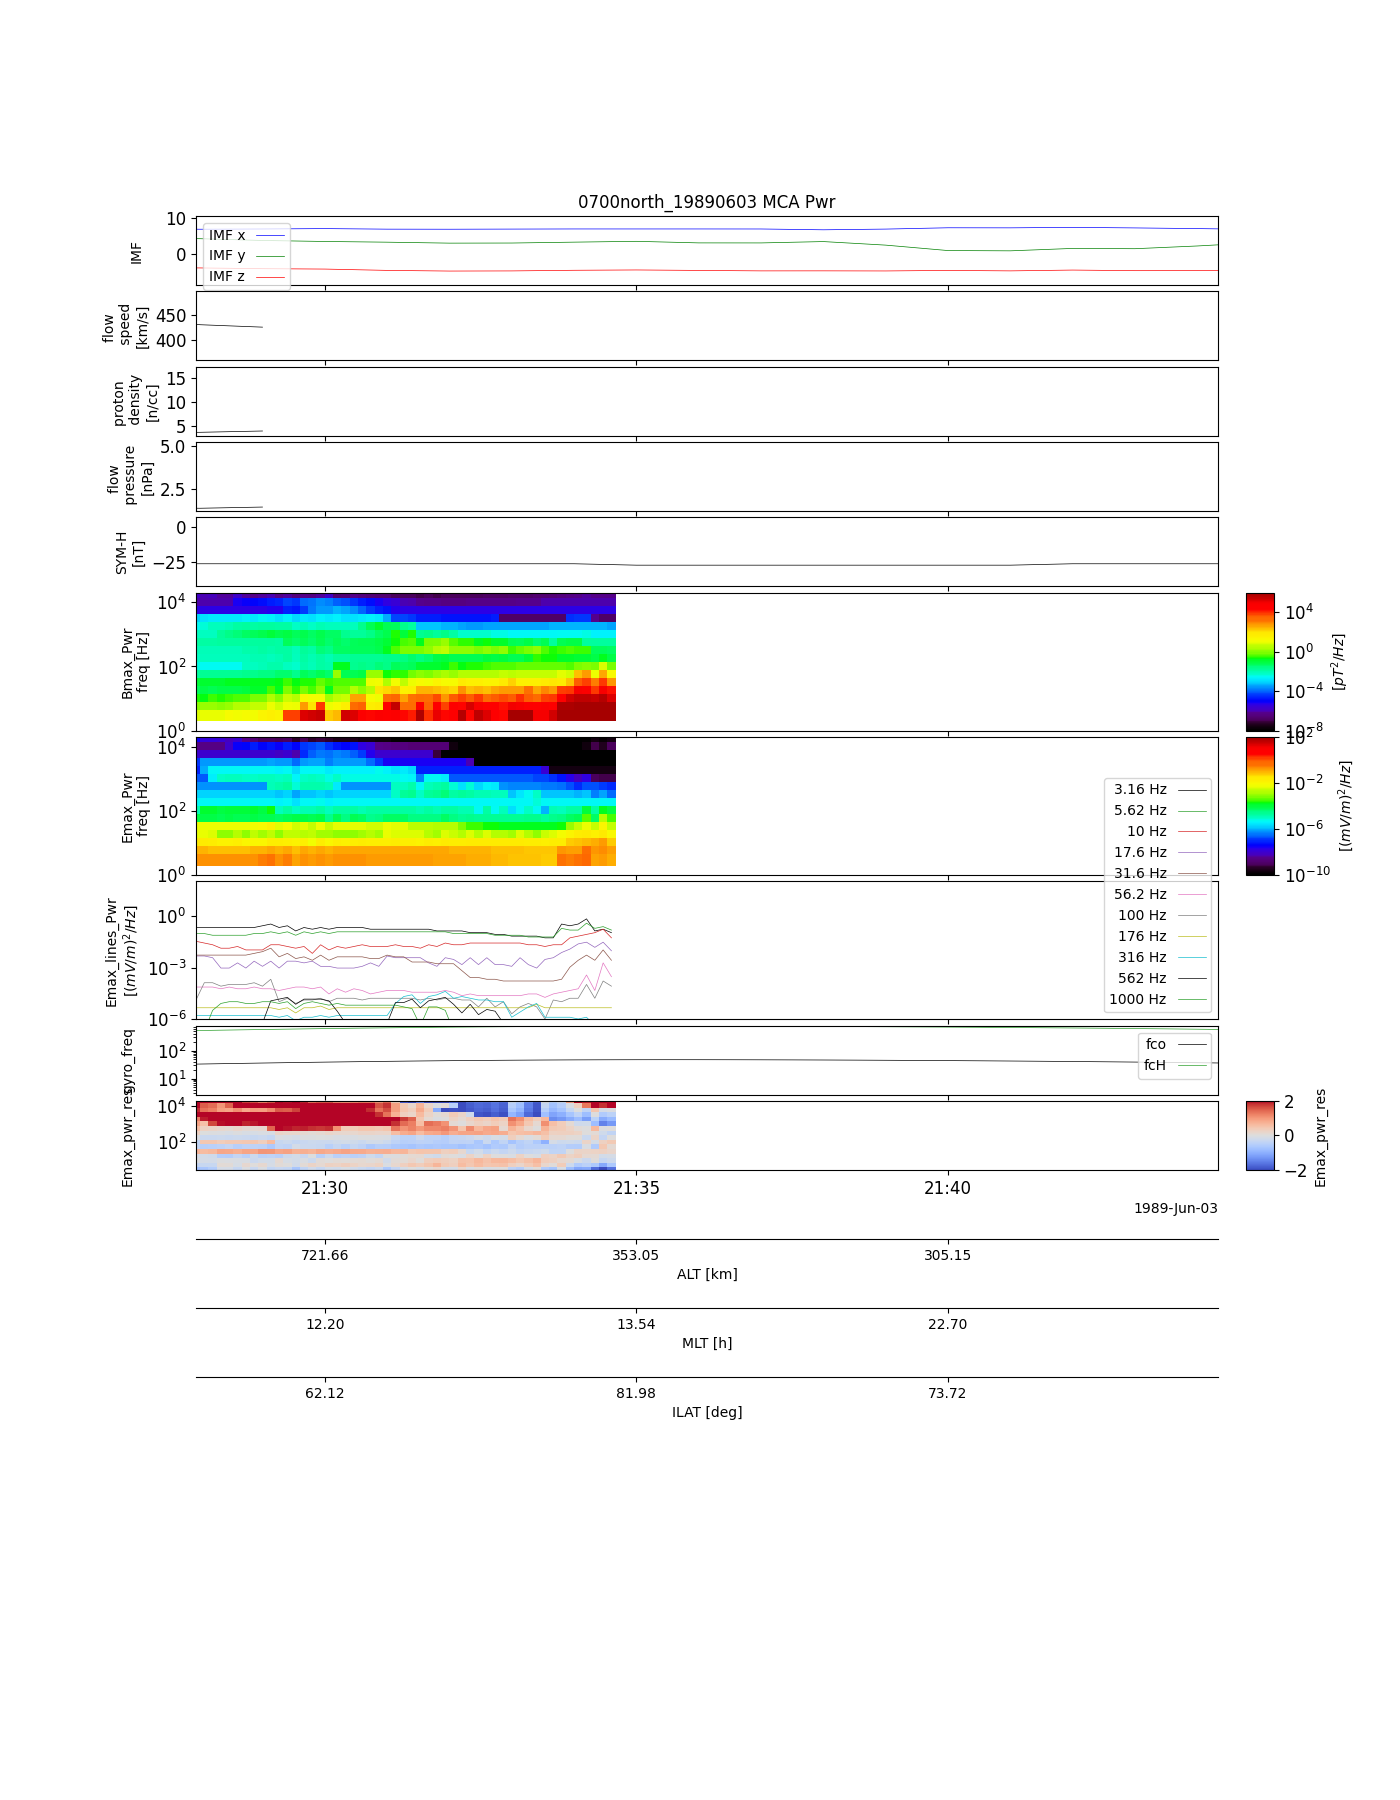 0700north_19890603 MCA Pwr
10
0
IMF
IMF x
IMF y
IMF z
450
400
flow
speed
[km/s]
15
10
5
proton
density
[n/cc]
5.0
2.5
flow
pressure
[nPa]
0
−25
SYM-H
[nT]
10^4
10^2
10^0
Bmax_Pwr
freq [Hz]
10^4
10^0
10^−4
10^−8
[pT^2/Hz]
10^4
10^2
10^0
Emax_Pwr
freq [Hz]
10^2
10^−2
10^−6
10^−10
[(mV/m)^2/Hz]
3.16 Hz
5.62 Hz
10 Hz
17.6 Hz
31.6 Hz
56.2 Hz
100 Hz
176 Hz
316 Hz
562 Hz
1000 Hz
10^0
10^−3
10^−6
Emax_lines_Pwr
[(mV/m)^2/Hz]
10^2
10^1
gyro_freq
fco
fcH
10^4
10^2
Emax_pwr_res
2
0
−2
Emax_pwr_res
21:30 21:35 21:40
1989-Jun-03
721.66 353.05 305.15
ALT [km]
12.20 13.54 22.70
MLT [h]
62.12 81.98 73.72
ILAT [deg]